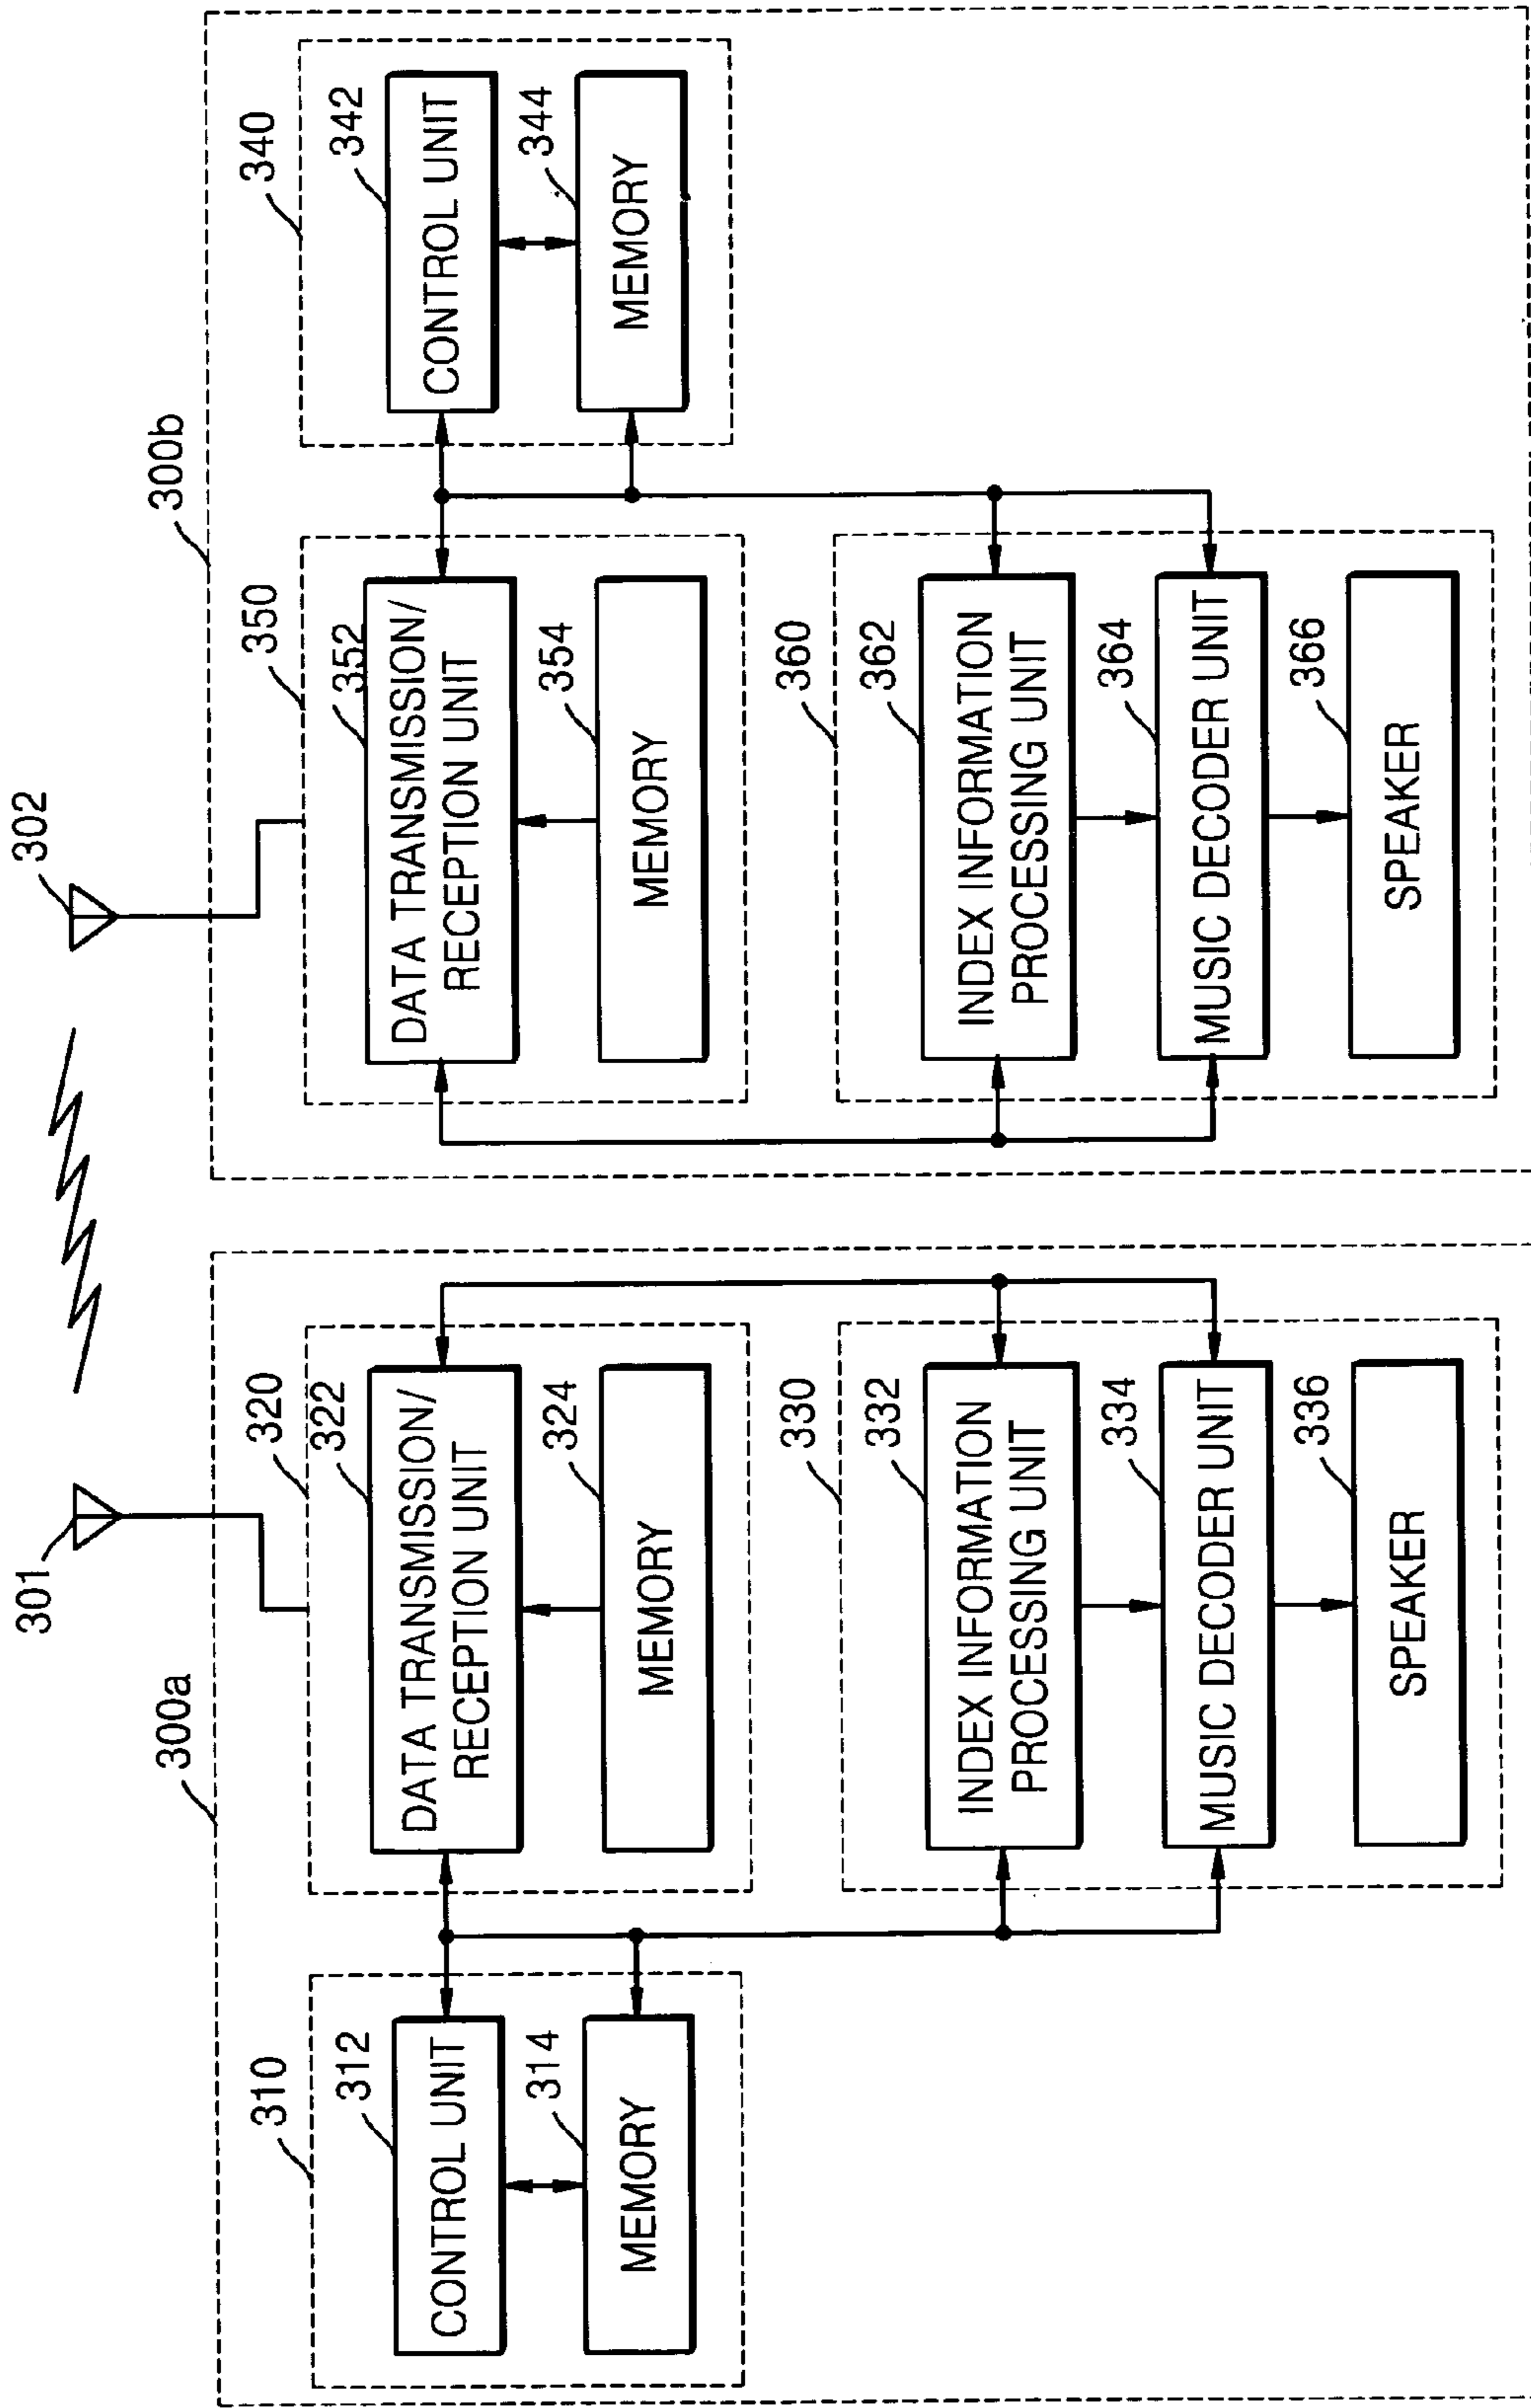 301
302
300a
300b
310
312
CONTROL UNIT
314
MEMORY
320
322
DATA TRANSMISSION/
RECEPTION UNIT
324
MEMORY
330
332
INDEX INFORMATION
PROCESSING UNIT
334
MUSIC DECODER UNIT
336
SPEAKER
350
352
DATA TRANSMISSION/
RECEPTION UNIT
354
MEMORY
360
362
INDEX INFORMATION
PROCESSING UNIT
364
MUSIC DECODER UNIT
366
SPEAKER
340
342
CONTROL UNIT
344
MEMORY